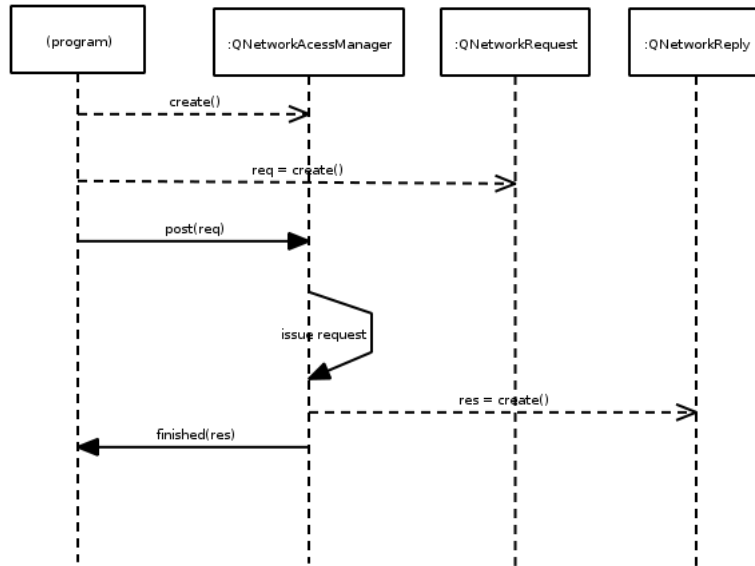 (program)
:QNetworkAcessManager
:QNetworkRequest
:QNetworkReply
create()
req = create()
post(req)
issue request
res = create()
finished(res)